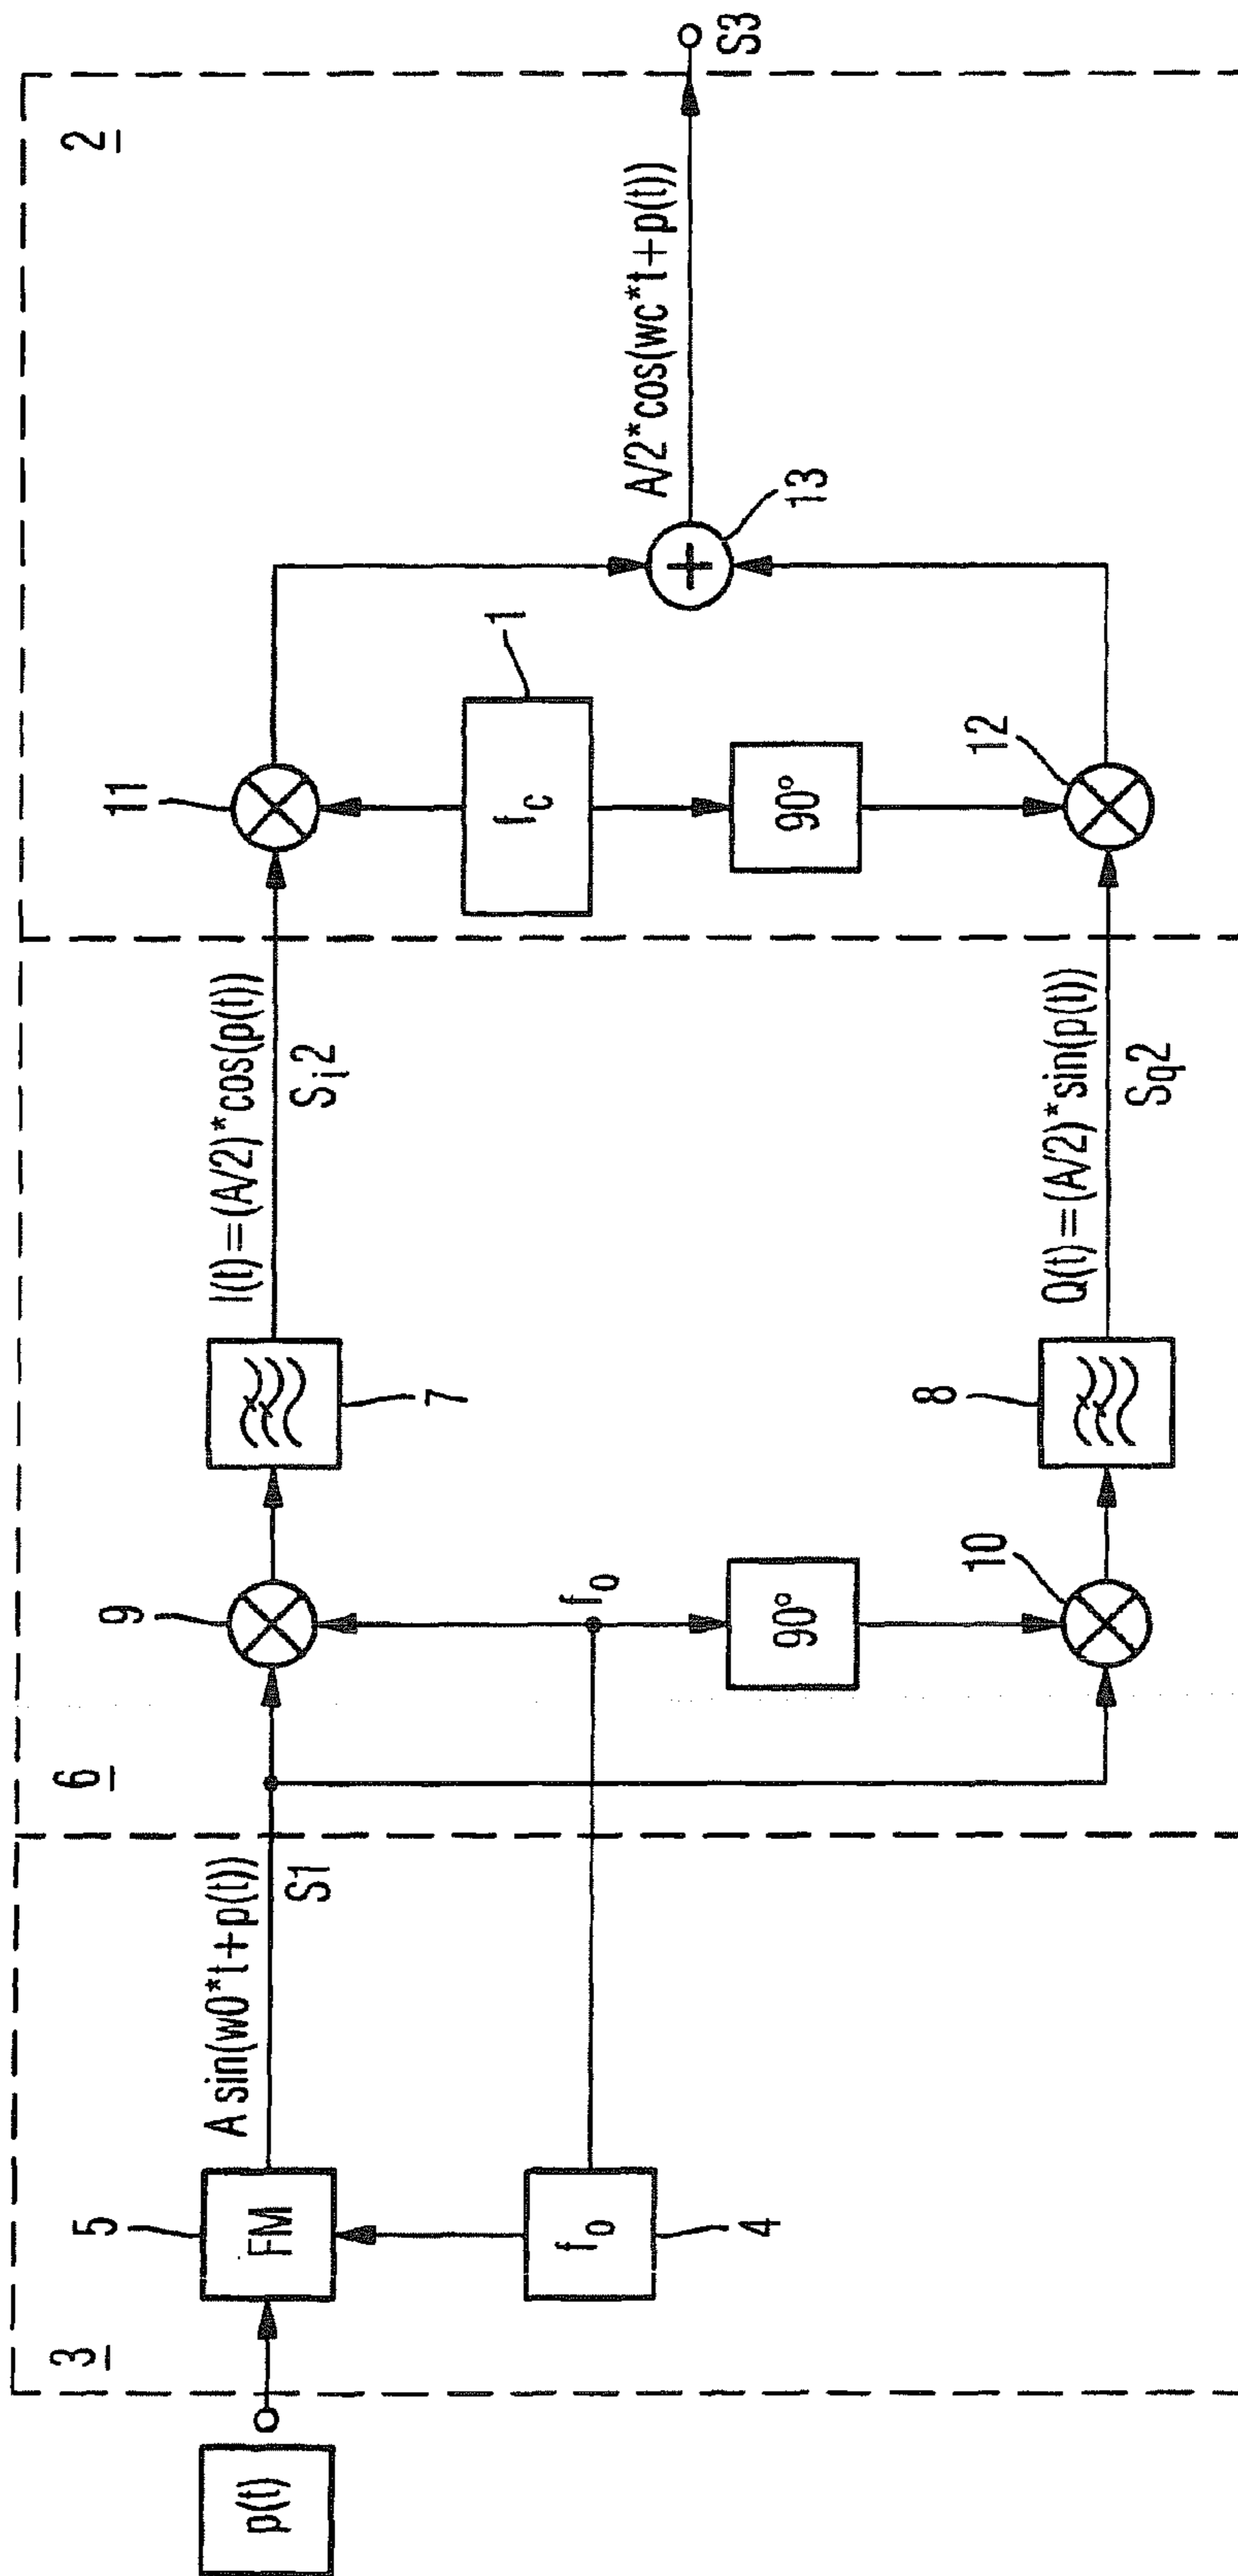 p(t)
3
5
FM
f₀
4
A sin(w0*t+p(t))
S1
6
9
f₀
90°
10
7
8
I(t)=(A/2)*cos(p(t))
Sᵢ2
Q(t)=(A/2)*sin(p(t))
Sq2
2
11
f_c
1
90°
12
13
A/2*cos(wc*t+p(t))
S3